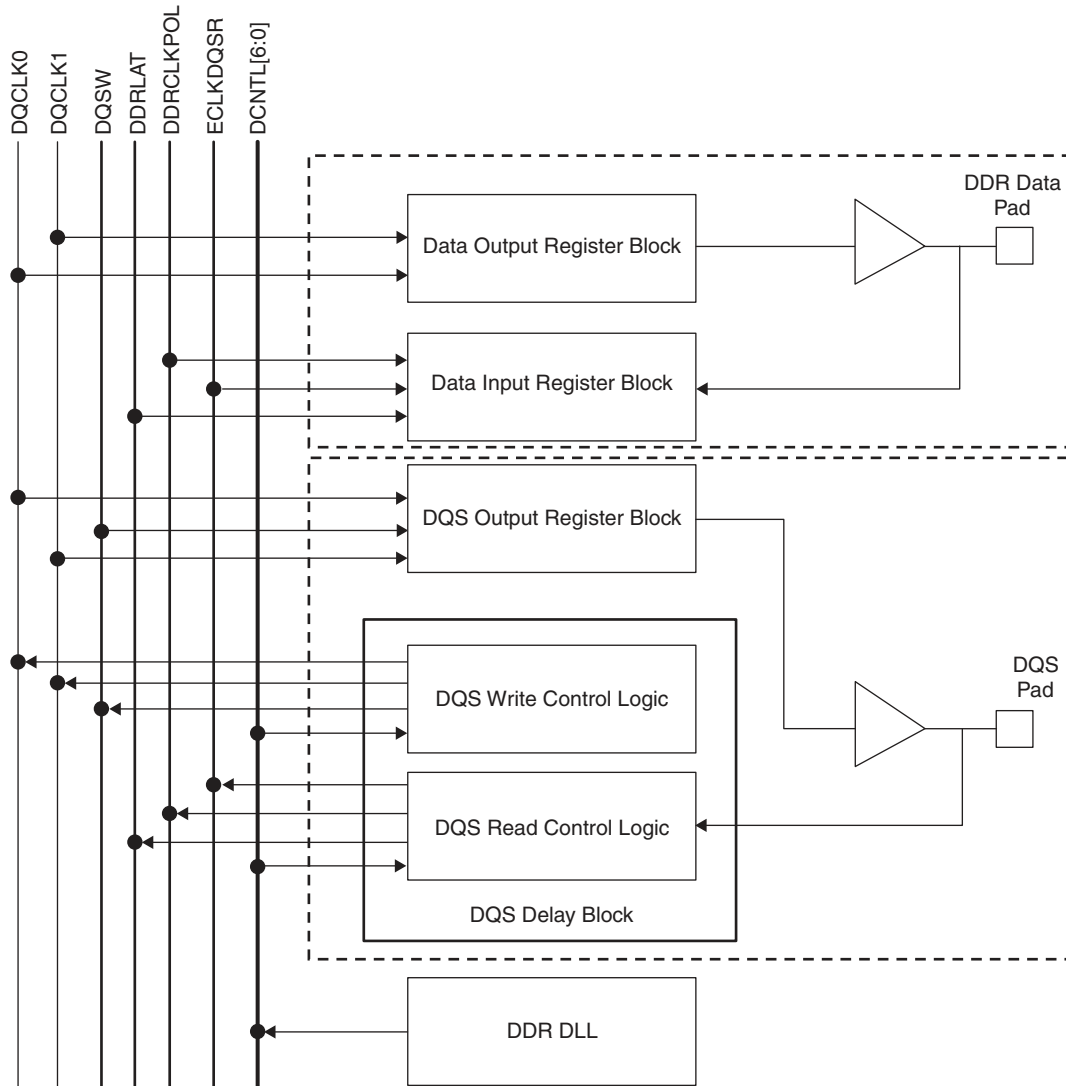 DQCLK0
DQCLK1
DQSW
DDRLAT
DDRCLKPOL
ECLKDQSR
DCNTL[6:0]
DDR Data
Pad
Data Output Register Block
Data Input Register Block
DQS Output Register Block
DQS Write Control Logic
DQS
Pad
DQS Read Control Logic
DQS Delay Block
DDR DLL